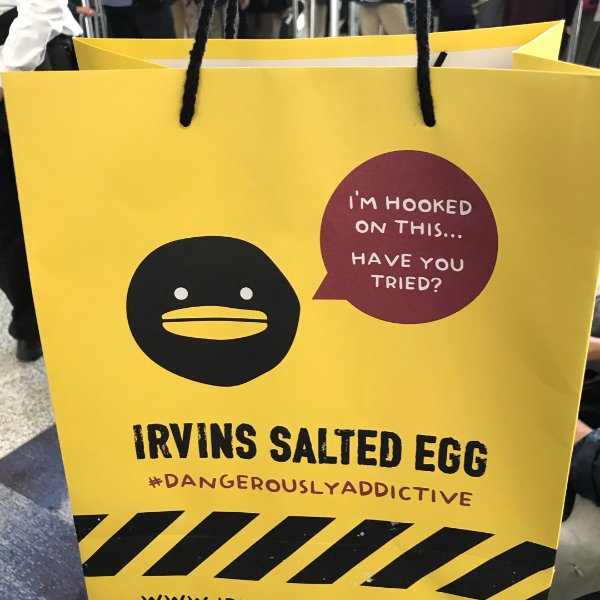 I'M HOOKED
ON THIS...
HAVE YOU
TRIED?
IRVINS SALTED EGG
#DANGEROUSLYADDICTIVE